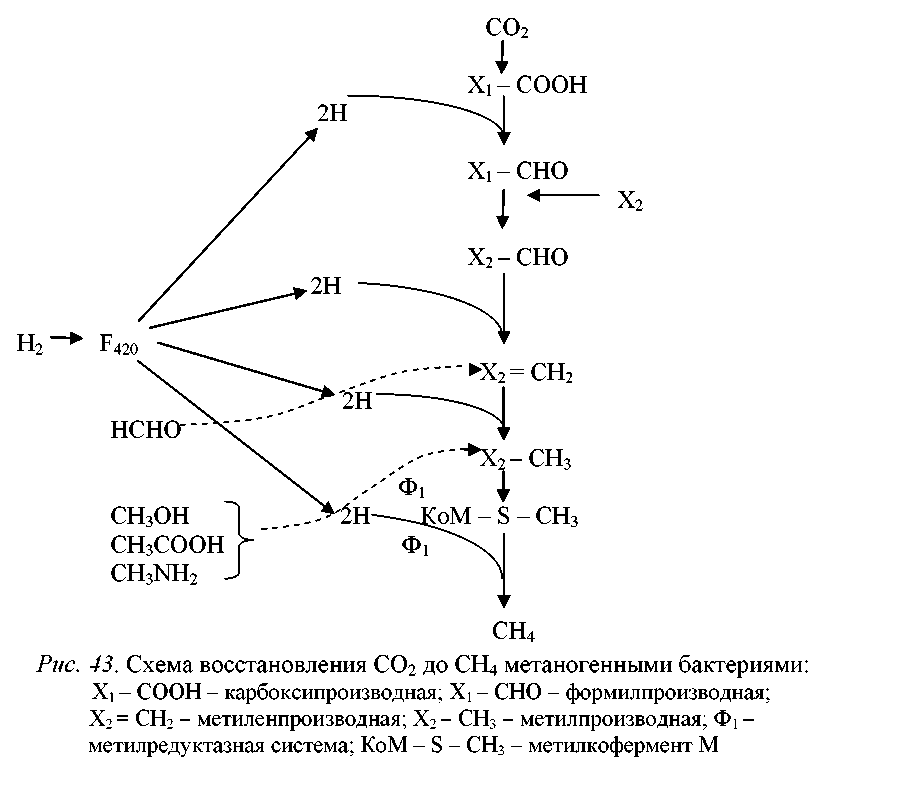 CO₂
X₁ – COOH
2H
X₁ – CHO
X₂
X₂ – CHO
2H
H₂
F₄₂₀
X₂ = CH₂
2H
HCHO
X₂ – CH₃
Ф₁
CH₃OH
2H
КоМ – S – CH₃
CH₃COOH
Ф₁
CH₃NH₂
CH₄
Рис. 43. Схема восстановления CO₂ до CH₄ метаногенными бактериями:
X₁ – COOH – карбоксипроизводная; X₁ – CHO – формилпроизводная;
X₂ = CH₂ – метиленпроизводная; X₂ – CH₃ – метилпроизводная; Ф₁ –
метилредуктазная система; КоМ – S – CH₃ – метилкофермент М